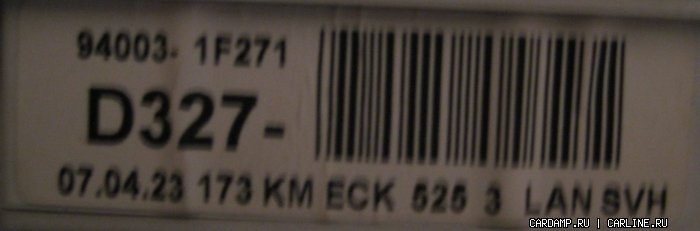 94003- 1F271
D327-
07.04.23 173 KM ECK 525 3 LAN SVH
CARDAMP.RU | CARLINE.RU